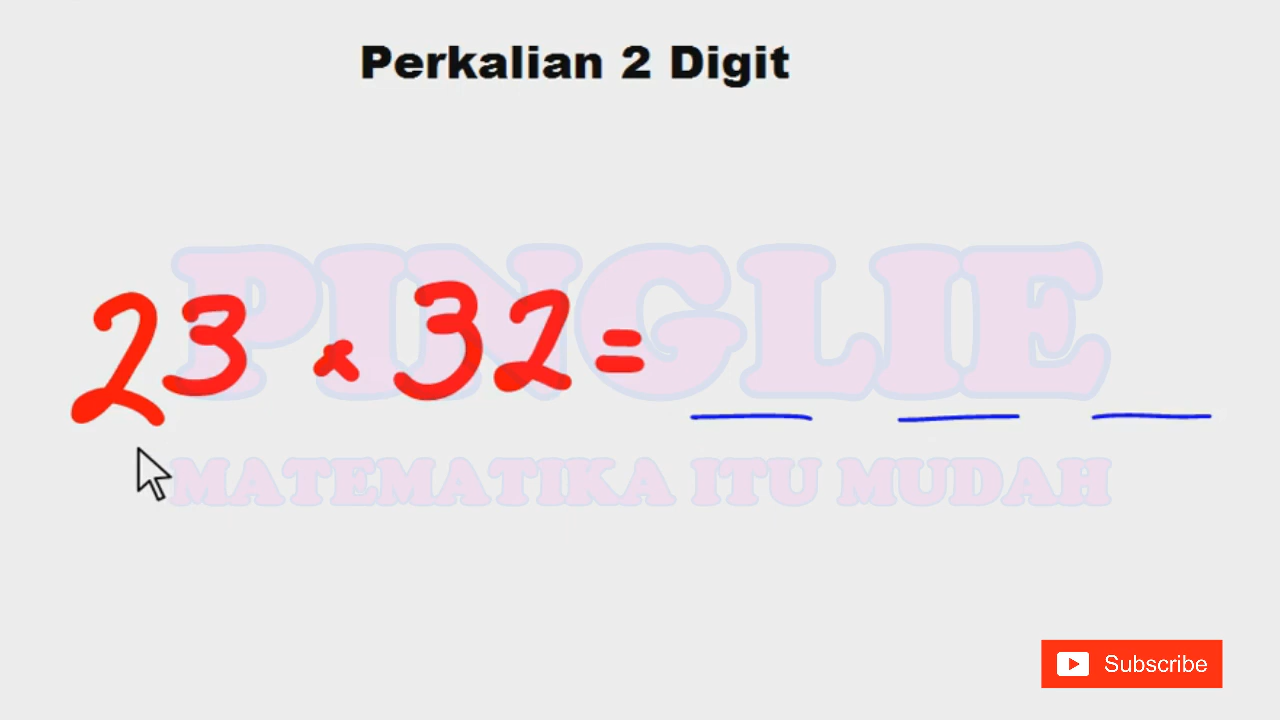 Perkalian 2 Digit
PINGLIE
23 x 32 =
MATEMATIKA ITU MUDAH
Subscribe